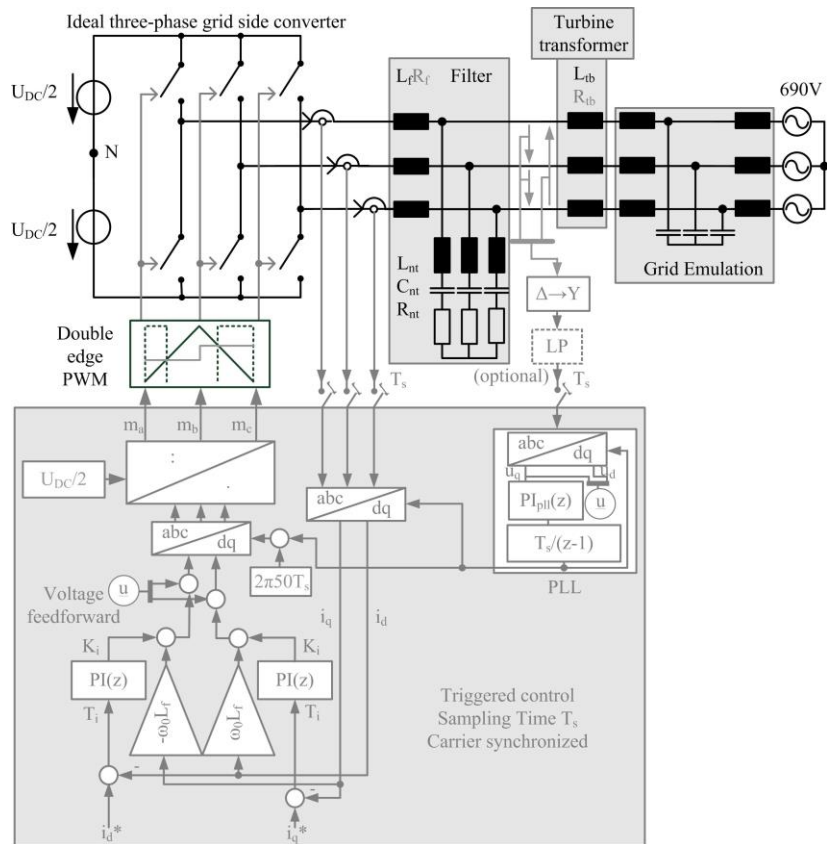 Ideal three-phase grid side converter
Turbine
transformer
U_DC/2
N
U_DC/2
L_f R_f Filter
L_tb
R_tb
690V
L_nt
C_nt
R_nt
Grid Emulation
Δ→Y
LP
(optional)
T_s
T_s
Double
edge
PWM
m_a m_b m_c
U_DC/2
:
.
abc
dq
abc
dq
abc
dq
u_q u_d
PI_pll(z)
u
T_s/(z-1)
PLL
2π50T_s
Voltage
feedforward
u
i_q i_d
K_i
K_i
PI(z)
PI(z)
T_i
T_i
-ω_0L_f
ω_0L_f
-
-
i_d*
i_q*
Triggered control
Sampling Time T_s
Carrier synchronized